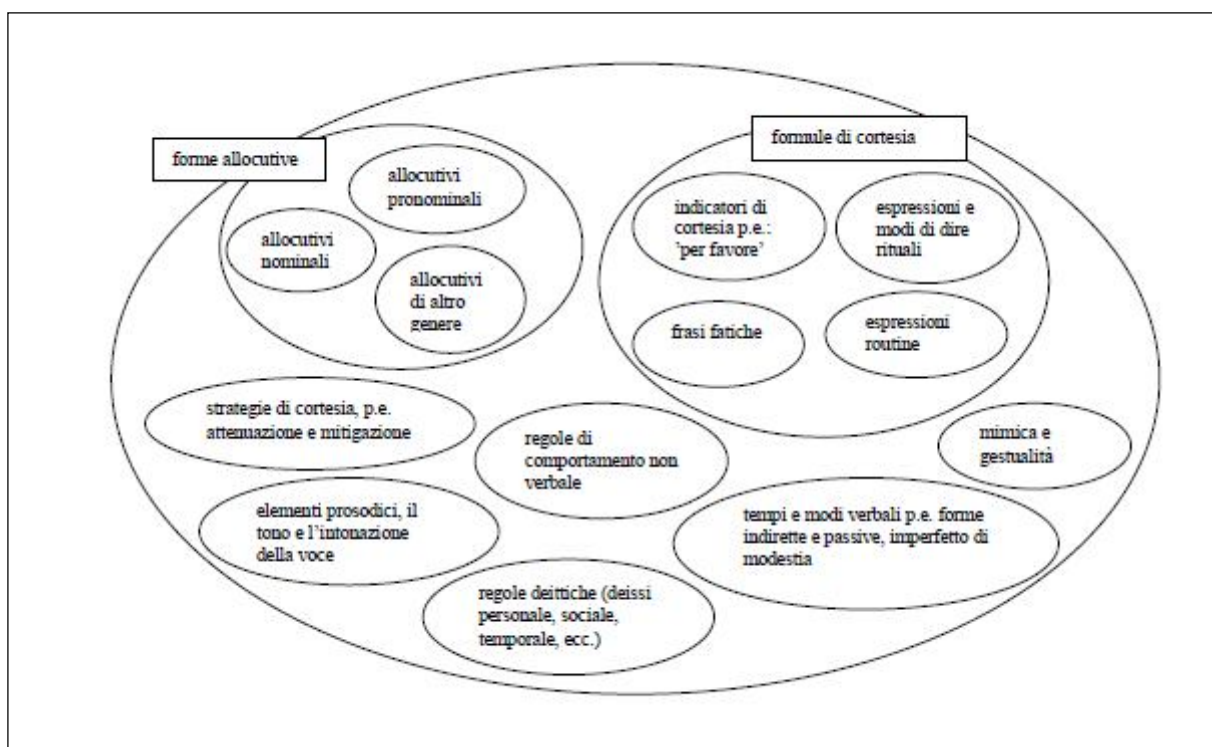 forme allocutive
allocutivi
pronominali
allocutivi
nominali
allocutivi
di altro
genere
formule di cortesia
indicatori di
cortesia p.e.:
’per favore’
espressioni e
modi di dire
rituali
frasi fatiche
espressioni
routine
strategie di cortesia, p.e.
attenuazione e mitigazione
regole di
comportamento non
verbale
mimica e
gestualità
elementi prosodici, il
tono e l’intonazione
della voce
tempi e modi verbali p.e. forme
indirette e passive, imperfetto di
modestia
regole deittiche (deissi
personale, sociale,
temporale, ecc.)